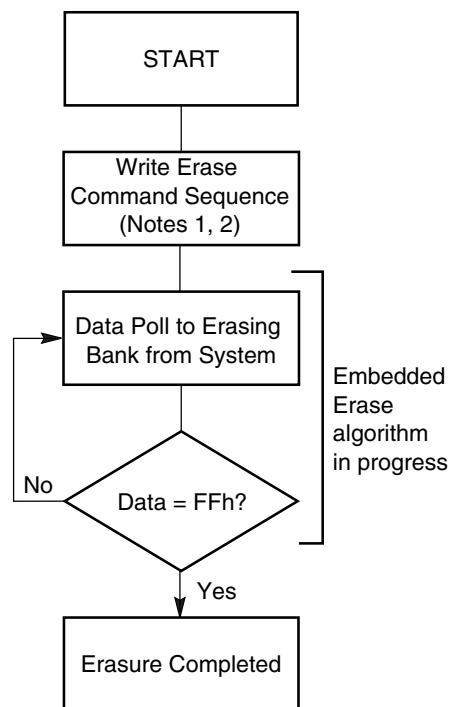 START
Write Erase
Command Sequence
(Notes 1, 2)
Data Poll to Erasing
Bank from System
Embedded
Erase
algorithm
in progress
No
Data = FFh?
Yes
Erasure Completed